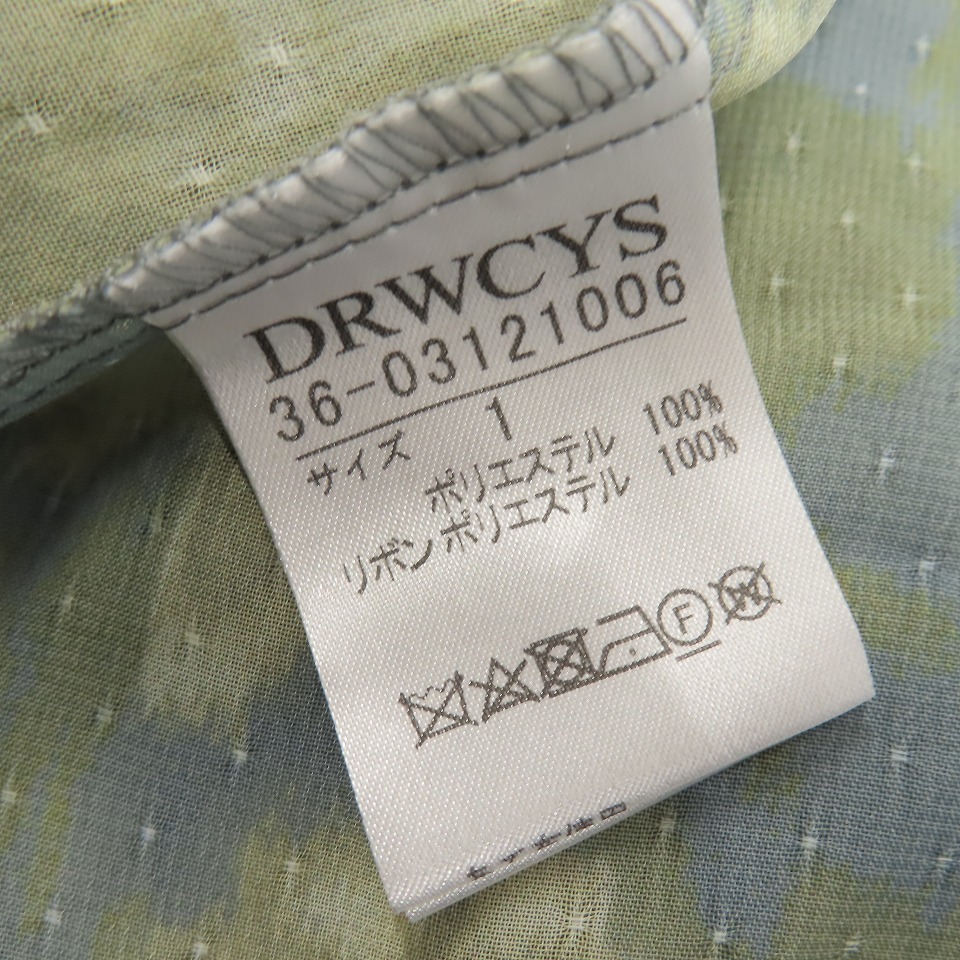 DRWCYS
36-03121006
サイズ 1
ポリエステル 100%
リボン ポリエステル 100%
F
W